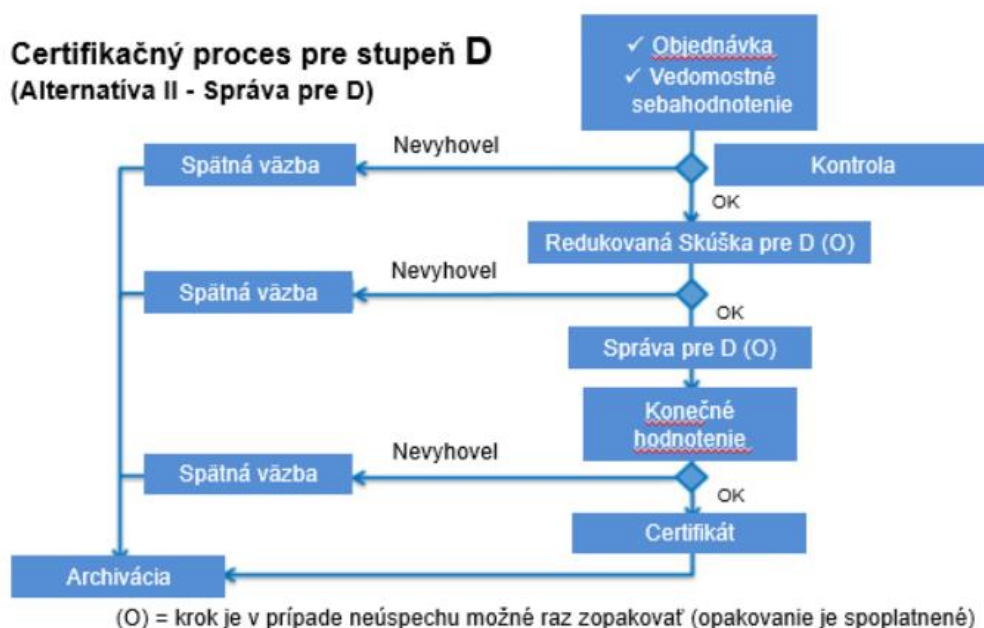 Certifikačný proces pre stupeň D
(Alternatíva II - Správa pre D)
✓ Objednávka
✓ Vedomostné
sebahodnotenie
Nevyhovel
Spätná väzba
Kontrola
OK
Redukovaná Skúška pre D (O)
Nevyhovel
Spätná väzba
OK
Správa pre D (O)
Konečné
hodnotenie
Nevyhovel
Spätná väzba
OK
Certifikát
Archivácia
(O) = krok je v prípade neúspechu možné raz zopakovať (opakovanie je spoplatnené)